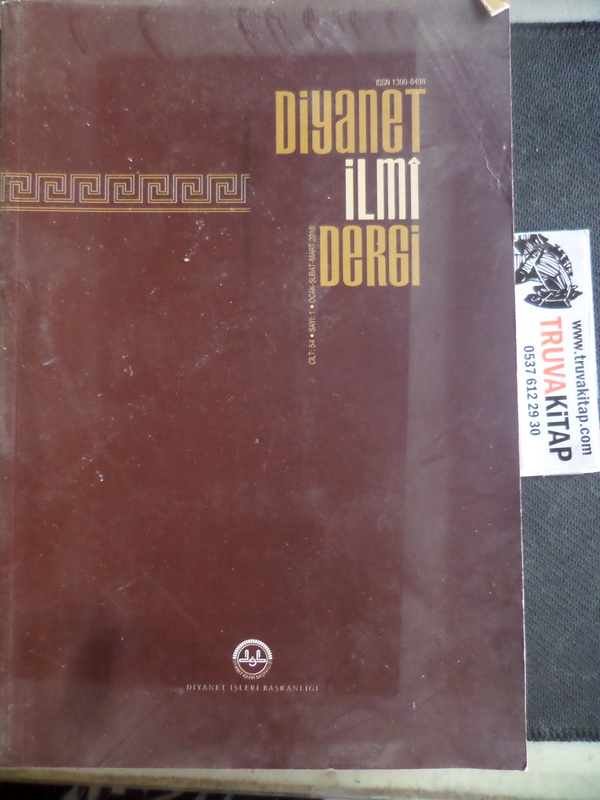 ISSN 1300-8498
DİYANET
İLMÎ
DERGİ
CİLT: 54 • SAYI: 1 • OCAK-ŞUBAT-MART 2018
www.truvakitap.com
TRUVAKİTAP
0537 612 29 30
DİYANET İŞLERİ BAŞKANLIĞI